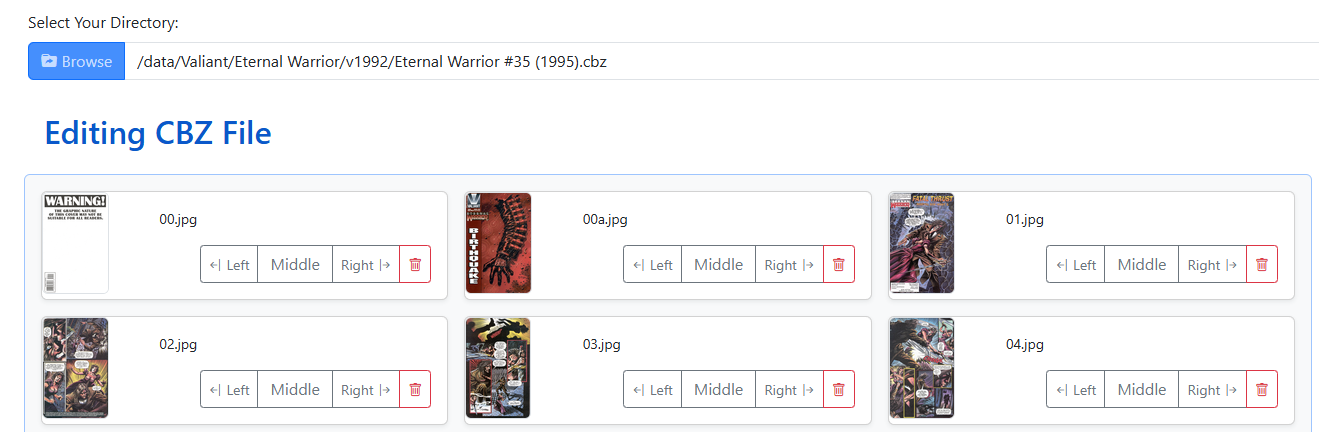 Select Your Directory:
Browse /data/Valiant/Eternal Warrior/v1992/Eternal Warrior #35 (1995).cbz
Editing CBZ File
WARNING!
THE GRAPHIC NATURE
OF THIS COVER MAY NOT BE
SUITABLE FOR ALL READERS.
00.jpg
Left Middle Right
BIRTHQUAKE
00a.jpg
Left Middle Right
FATAL THRUST
01.jpg
Left Middle Right
02.jpg
Left Middle Right
03.jpg
Left Middle Right
04.jpg
Left Middle Right